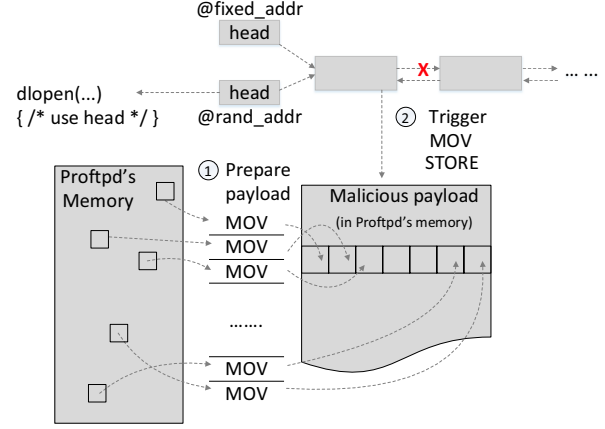 @fixed_addr
head
X
... ...
head
dlopen(...)
{ /* use head */ }
@rand_addr
2 Trigger
MOV
STORE
1 Prepare
payload
Proftpd's
Memory
Malicious payload
(in Proftpd's memory)
MOV
MOV
MOV
.......
MOV
MOV